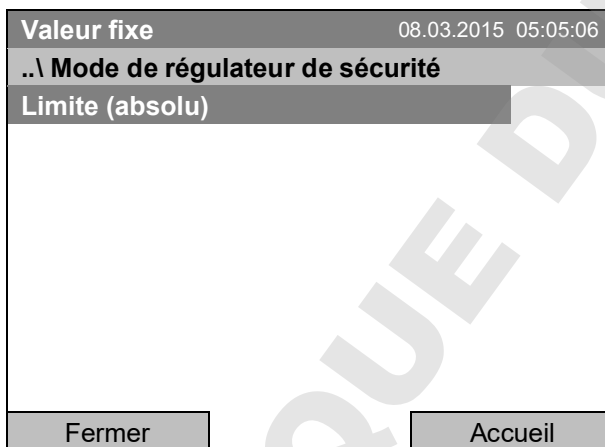 Valeur fixe 08.03.2015 05:05:06
..\ Mode de régulateur de sécurité
Limite (absolu)
Fermer Accueil